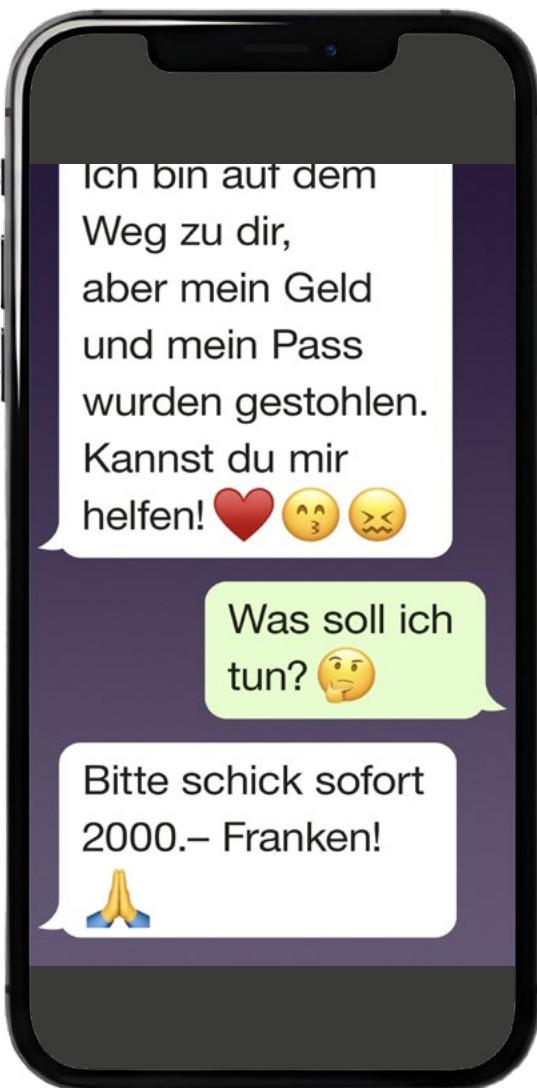 Ich bin auf dem
Weg zu dir,
aber mein Geld
und mein Pass
wurden gestohlen.
Kannst du mir
helfen!❤️😙😖
Was soll ich
tun?🤔
Bitte schick sofort
2000.– Franken!
🙏